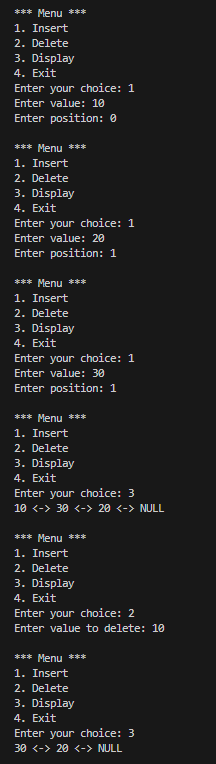 *** Menu ***
1. Insert
2. Delete
3. Display
4. Exit
Enter your choice: 1
Enter value: 10
Enter position: 0

*** Menu ***
1. Insert
2. Delete
3. Display
4. Exit
Enter your choice: 1
Enter value: 20
Enter position: 1

*** Menu ***
1. Insert
2. Delete
3. Display
4. Exit
Enter your choice: 1
Enter value: 30
Enter position: 1

*** Menu ***
1. Insert
2. Delete
3. Display
4. Exit
Enter your choice: 3
10 <-> 30 <-> 20 <-> NULL

*** Menu ***
1. Insert
2. Delete
3. Display
4. Exit
Enter your choice: 2
Enter value to delete: 10

*** Menu ***
1. Insert
2. Delete
3. Display
4. Exit
Enter your choice: 3
30 <-> 20 <-> NULL